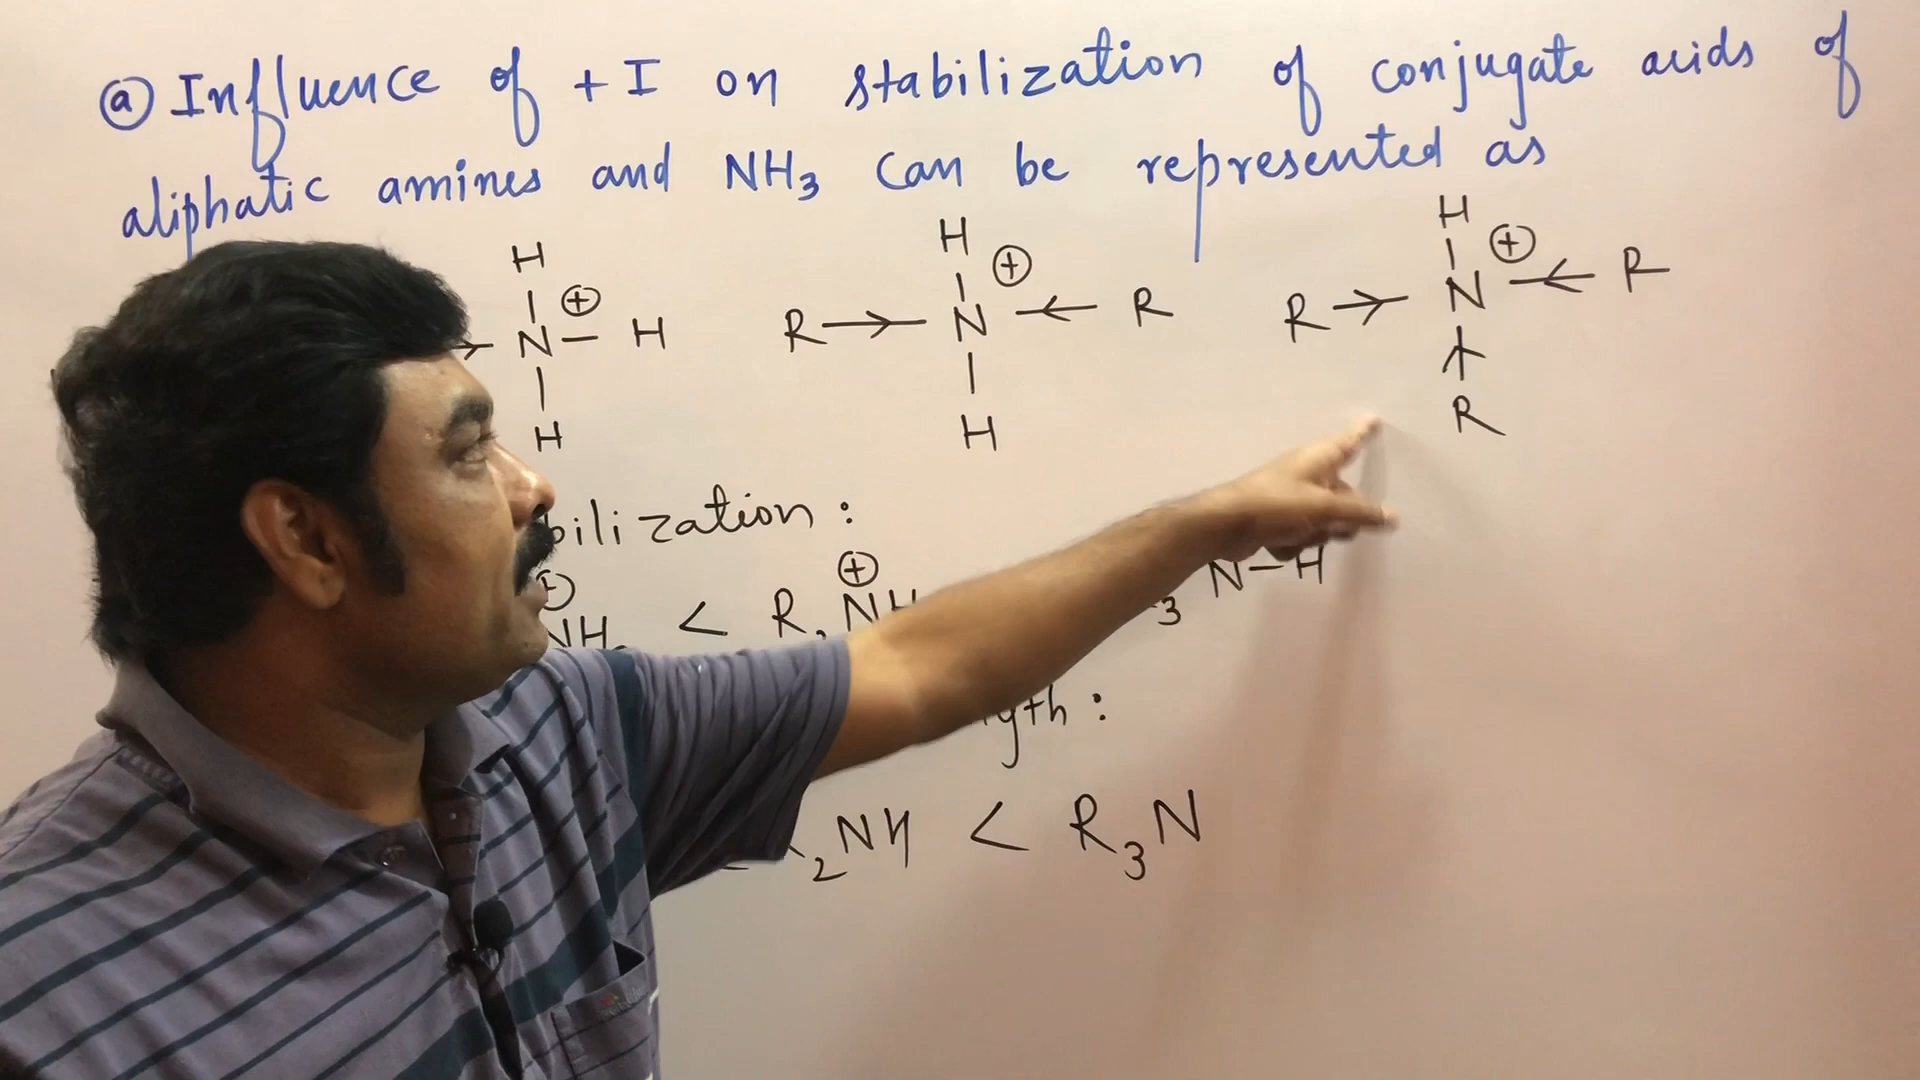 ⓐ Influence of +I on stabilization of conjugate acids of
aliphatic amines and NH3 can be represented as
H H H
⊕ ⊕ ⊕
N – H R → N ← R R → N ← R
H H R
bilization :
⊕ ⊕
NH < R NH 3 N–H
gth :
2NH < R3N